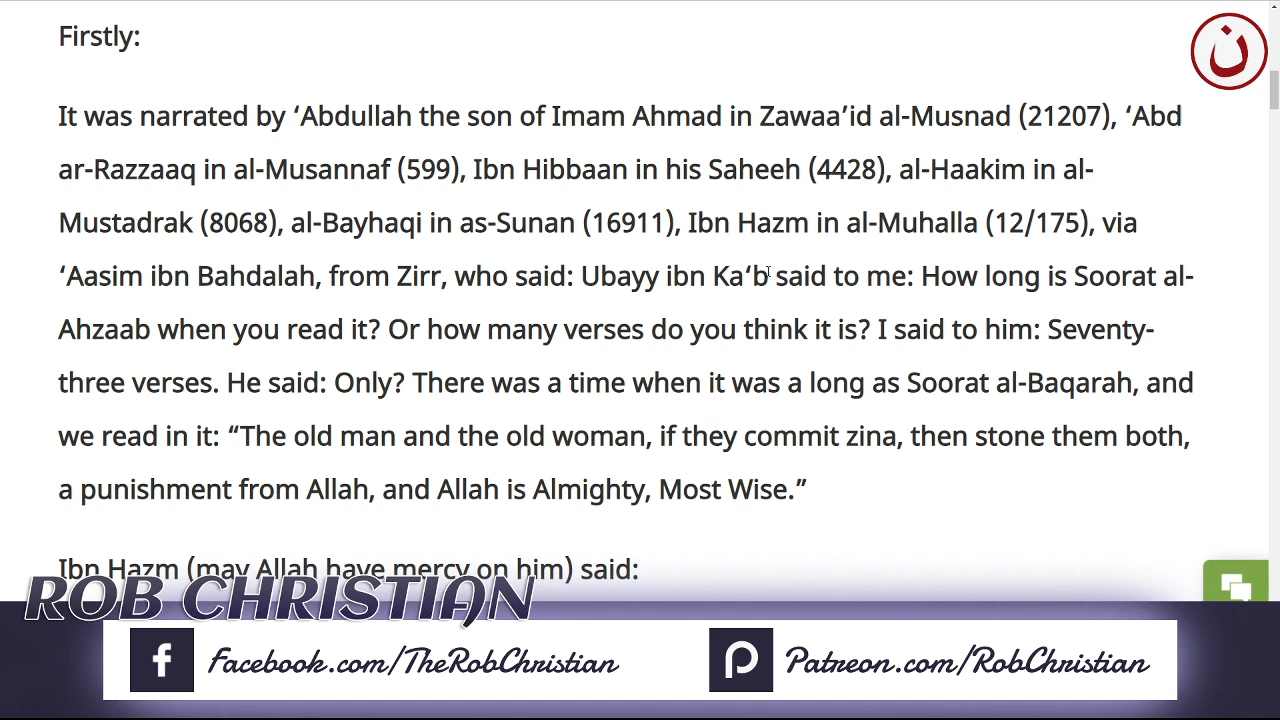 Firstly:
It was narrated by ‘Abdullah the son of Imam Ahmad in Zawaa’id al-Musnad (21207), ‘Abd
ar-Razzaaq in al-Musannaf (599), Ibn Hibbaan in his Saheeh (4428), al-Haakim in al-
Mustadrak (8068), al-Bayhaqi in as-Sunan (16911), Ibn Hazm in al-Muhalla (12/175), via
‘Aasim ibn Bahdalah, from Zirr, who said: Ubayy ibn Ka‘b said to me: How long is Soorat al-
Ahzaab when you read it? Or how many verses do you think it is? I said to him: Seventy-
three verses. He said: Only? There was a time when it was a long as Soorat al-Baqarah, and
we read in it: “The old man and the old woman, if they commit zina, then stone them both,
a punishment from Allah, and Allah is Almighty, Most Wise.”
Ibn Hazm (may Allah have mercy on him) said:
ROB CHRISTIAN
Facebook.com/TheRobChristian
Patreon.com/RobChristian
ن